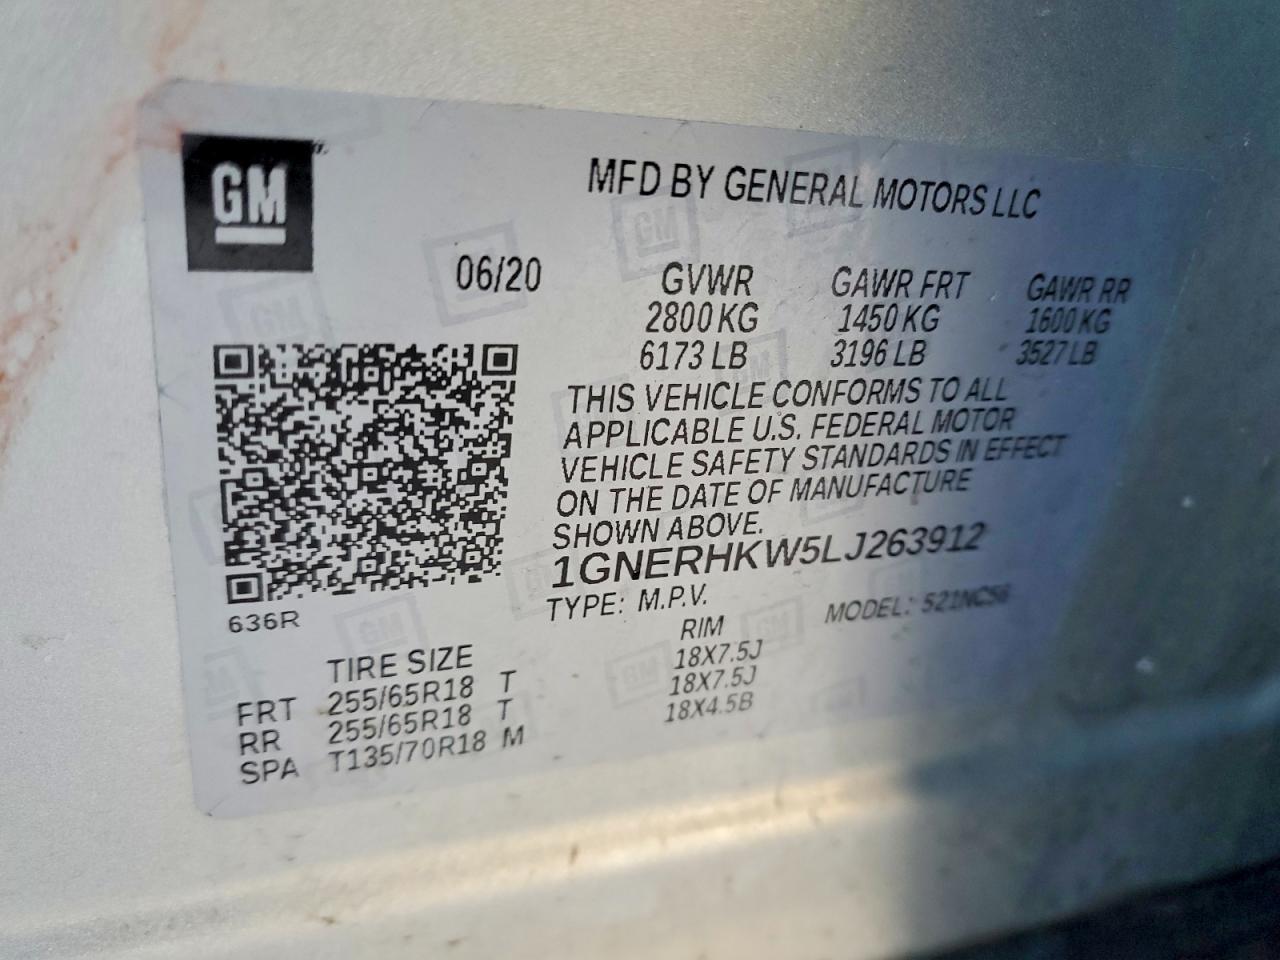 GM
MFD BY GENERAL MOTORS LLC
06/20 GVWR GAWR FRT GAWR RR
2800 KG 1450 KG 1600 KG
6173 LB 3196 LB 3527 LB
THIS VEHICLE CONFORMS TO ALL
APPLICABLE U.S. FEDERAL MOTOR
VEHICLE SAFETY STANDARDS IN EFFECT
ON THE DATE OF MANUFACTURE
SHOWN ABOVE.
1GNERHKW5LJ263912
TYPE: M.P.V. MODEL: 521NC56
636R
TIRE SIZE RIM
FRT 255/65R18 T 18X7.5J
RR 255/65R18 T 18X7.5J
SPA T135/70R18 M 18X4.5B